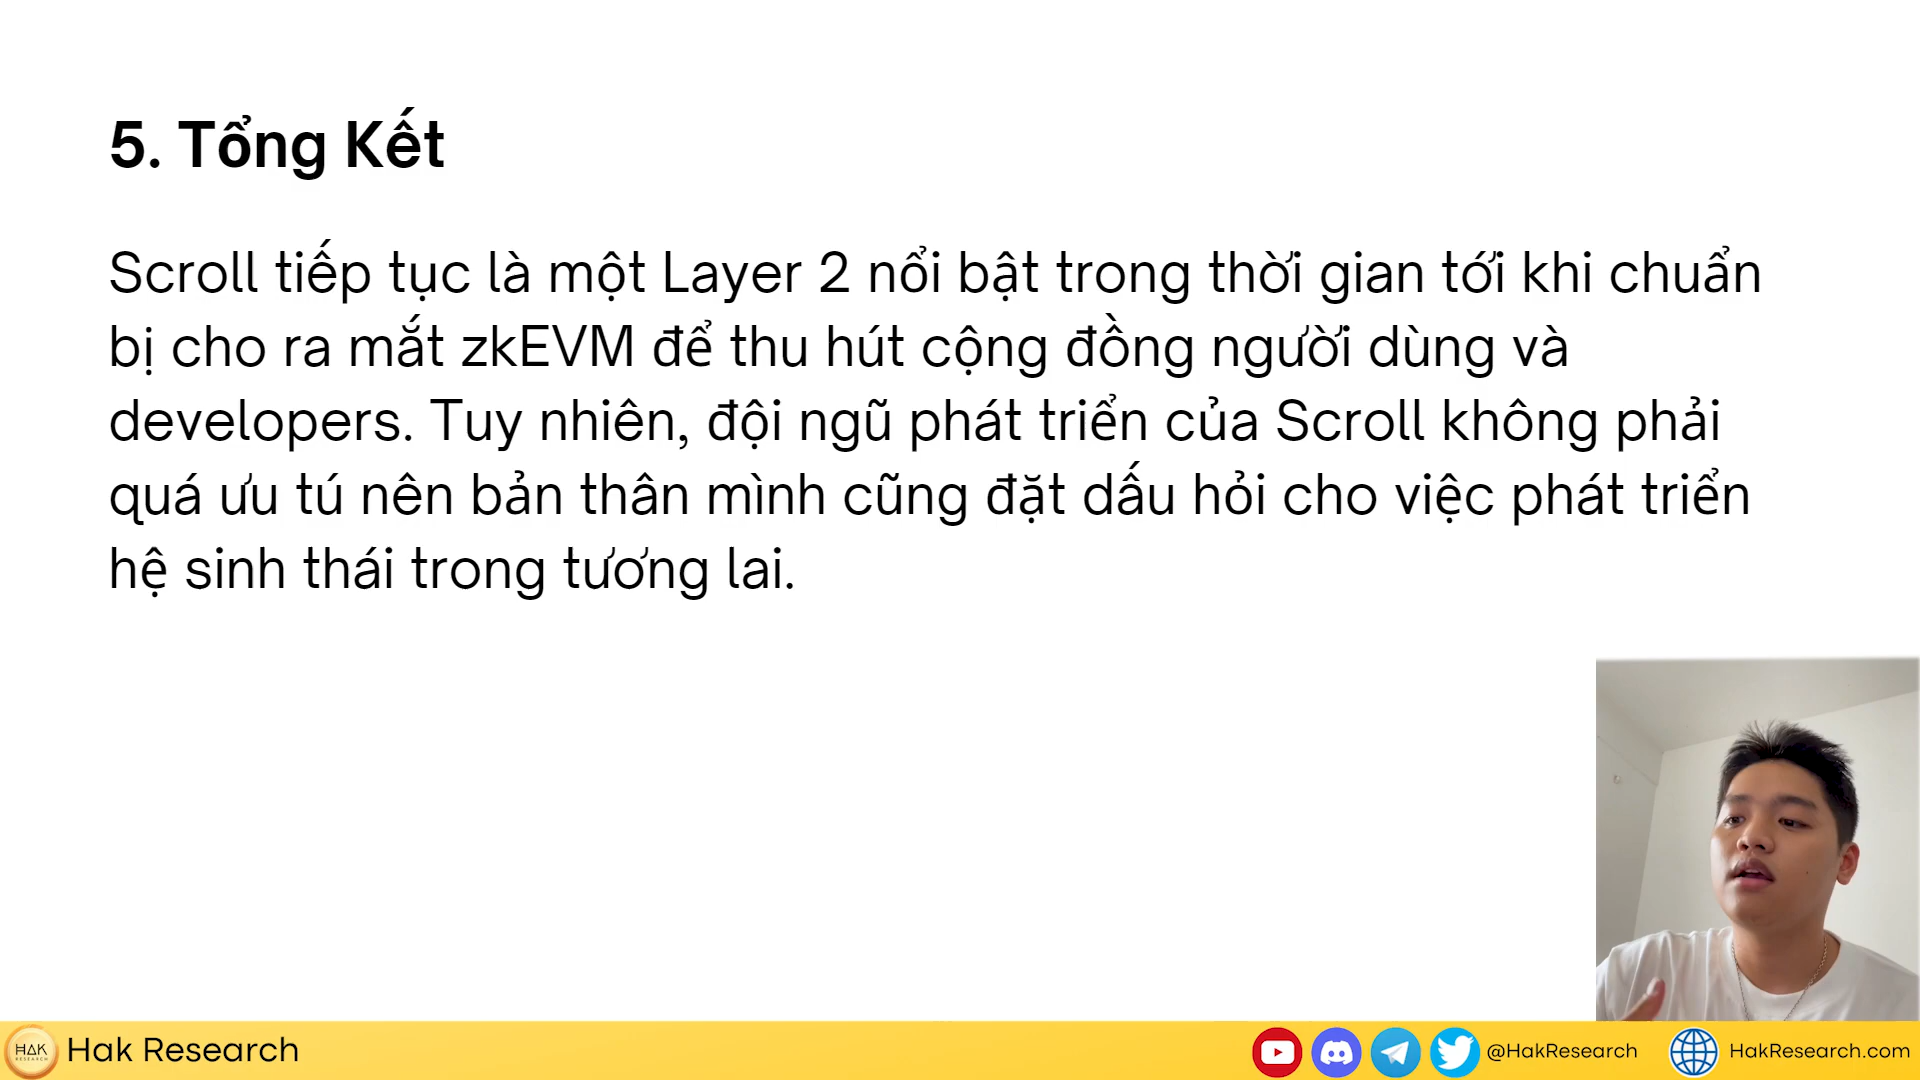 5. Tổng Kết
Scroll tiếp tục là một Layer 2 nổi bật trong thời gian tới khi chuẩn
bị cho ra mắt zkEVM để thu hút cộng đồng người dùng và
developers. Tuy nhiên, đội ngũ phát triển của Scroll không phải
quá ưu tú nên bản thân mình cũng đặt dấu hỏi cho việc phát triển
hệ sinh thái trong tương lai.
HAK
RESEARCH
Hak Research
@HakResearch
HakResearch.com